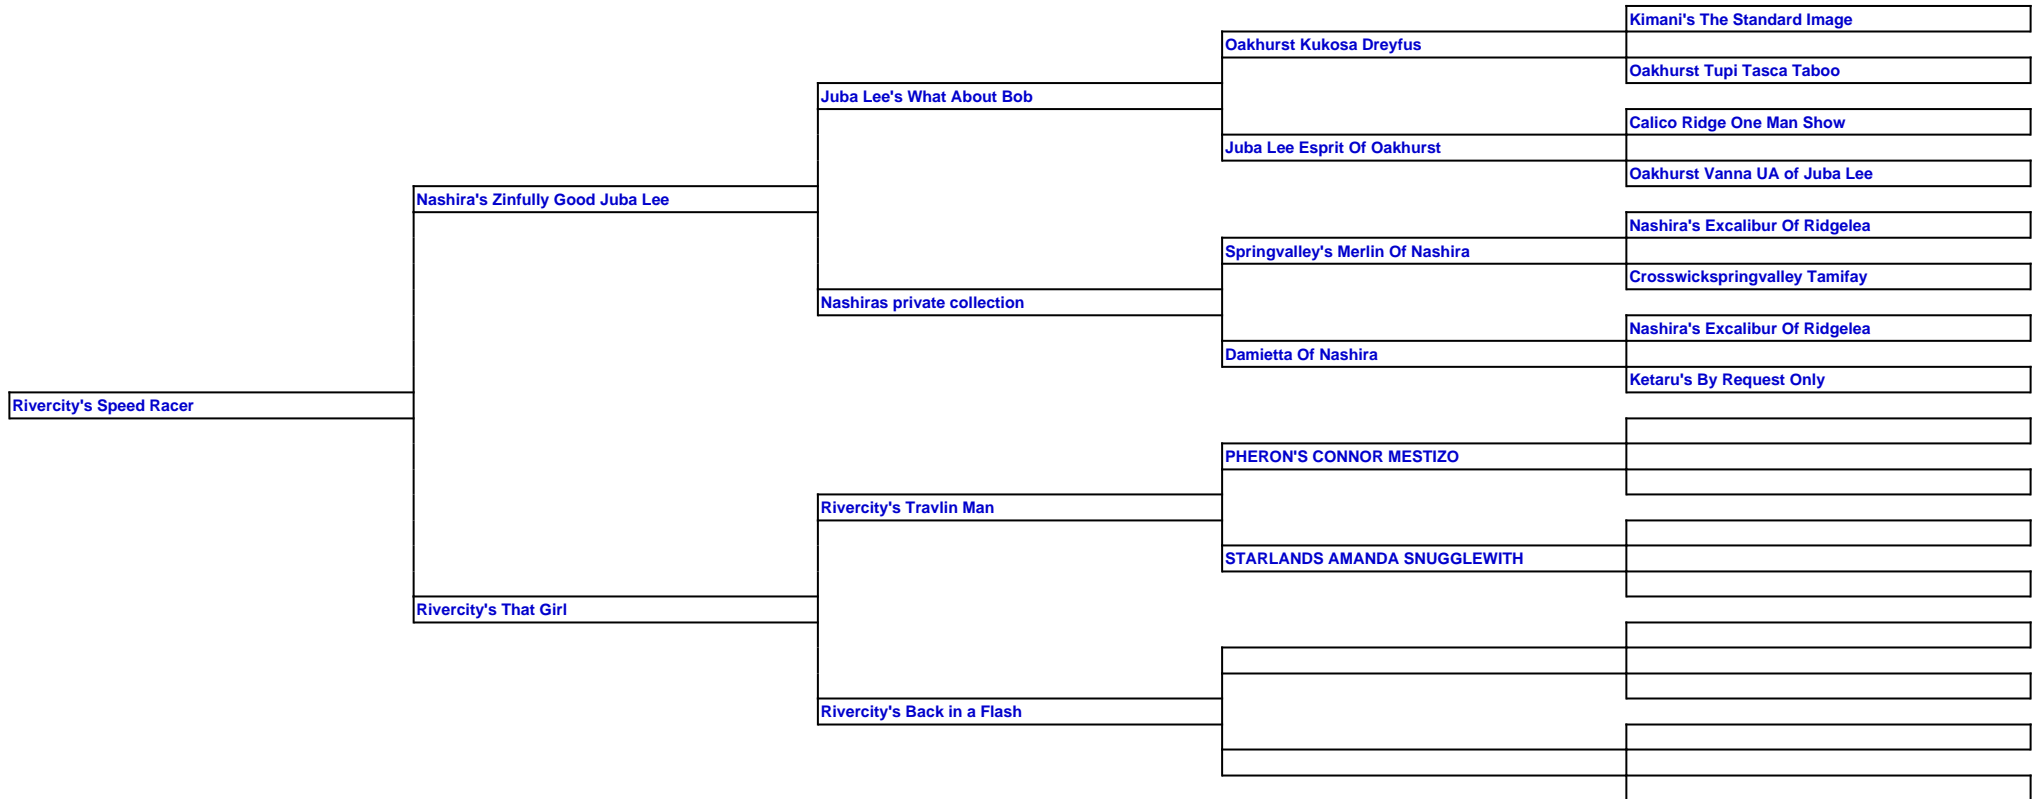 Kimani's The Standard Image
Oakhurst Kukosa Dreyfus
Oakhurst Tupi Tasca Taboo
Juba Lee's What About Bob
Calico Ridge One Man Show
Juba Lee Esprit Of Oakhurst
Oakhurst Vanna UA of Juba Lee
Nashira's Zinfully Good Juba Lee
Nashira's Excalibur Of Ridgelea
Springvalley's Merlin Of Nashira
Crosswickspringvalley Tamifay
Nashiras private collection
Nashira's Excalibur Of Ridgelea
Damietta Of Nashira
Ketaru's By Request Only
Rivercity's Speed Racer
PHERON'S CONNOR MESTIZO
Rivercity's Travlin Man
STARLANDS AMANDA SNUGGLEWITH
Rivercity's That Girl
Rivercity's Back in a Flash